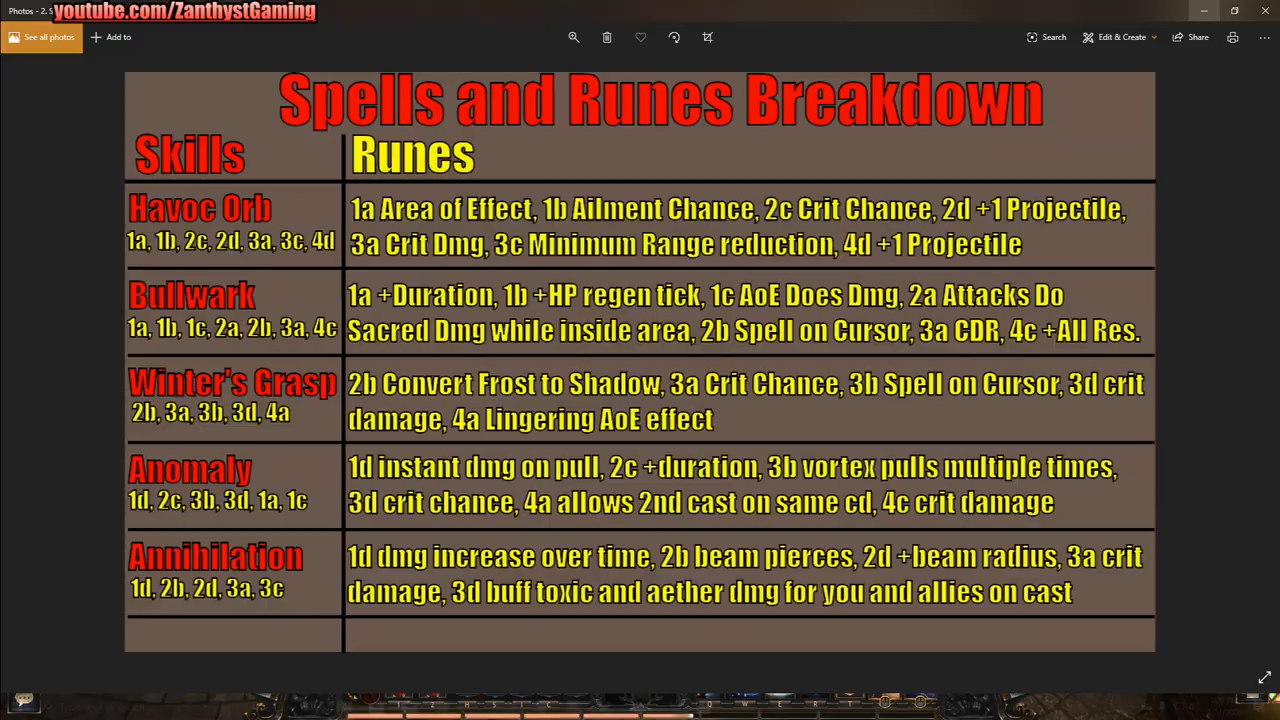 youtube.com/ZanthystGaming
Photos - 2. S
See all photos
Add to
Search
Edit & Create
Share
Spells and Runes Breakdown
Skills
Runes
Havoc Orb
1a, 1b, 2c, 2d, 3a, 3c, 4d
1a Area of Effect, 1b Ailment Chance, 2c Crit Chance, 2d +1 Projectile,
3a Crit Dmg, 3c Minimum Range reduction, 4d +1 Projectile
Bullwark
1a, 1b, 1c, 2a, 2b, 3a, 4c
1a +Duration, 1b +HP regen tick, 1c AoE Does Dmg, 2a Attacks Do
Sacred Dmg while inside area, 2b Spell on Cursor, 3a CDR, 4c +All Res.
Winter's Grasp
2b, 3a, 3b, 3d, 4a
2b Convert Frost to Shadow, 3a Crit Chance, 3b Spell on Cursor, 3d crit
damage, 4a Lingering AoE effect
Anomaly
1d, 2c, 3b, 3d, 1a, 1c
1d instant dmg on pull, 2c +duration, 3b vortex pulls multiple times,
3d crit chance, 4a allows 2nd cast on same cd, 4c crit damage
Annihilation
1d, 2b, 2d, 3a, 3c
1d dmg increase over time, 2b beam pierces, 2d +beam radius, 3a crit
damage, 3d buff toxic and aether dmg for you and allies on cast
1 2 H S I C Q W E R T